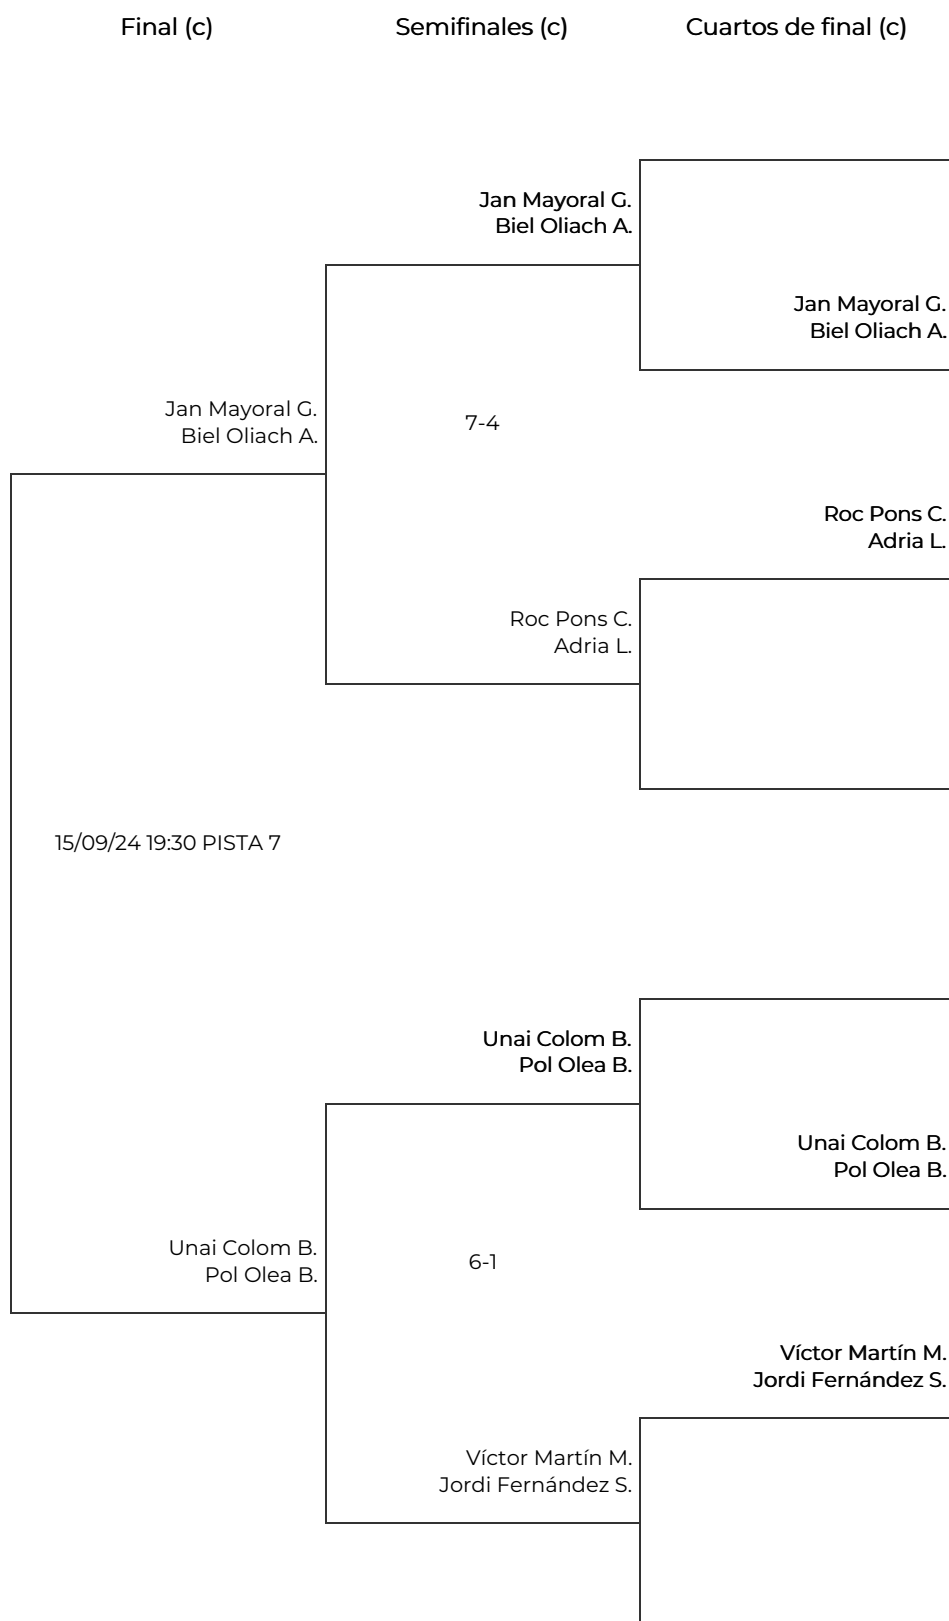 Final (c)
Semifinales (c)
Cuartos de final (c)
Jan Mayoral G.
Biel Oliach A.
Jan Mayoral G.
Biel Oliach A.
Jan Mayoral G.
Biel Oliach A.
7-4
Roc Pons C.
Adria L.
Roc Pons C.
Adria L.
15/09/24 19:30 PISTA 7
Unai Colom B.
Pol Olea B.
Unai Colom B.
Pol Olea B.
Unai Colom B.
Pol Olea B.
6-1
Víctor Martín M.
Jordi Fernández S.
Víctor Martín M.
Jordi Fernández S.